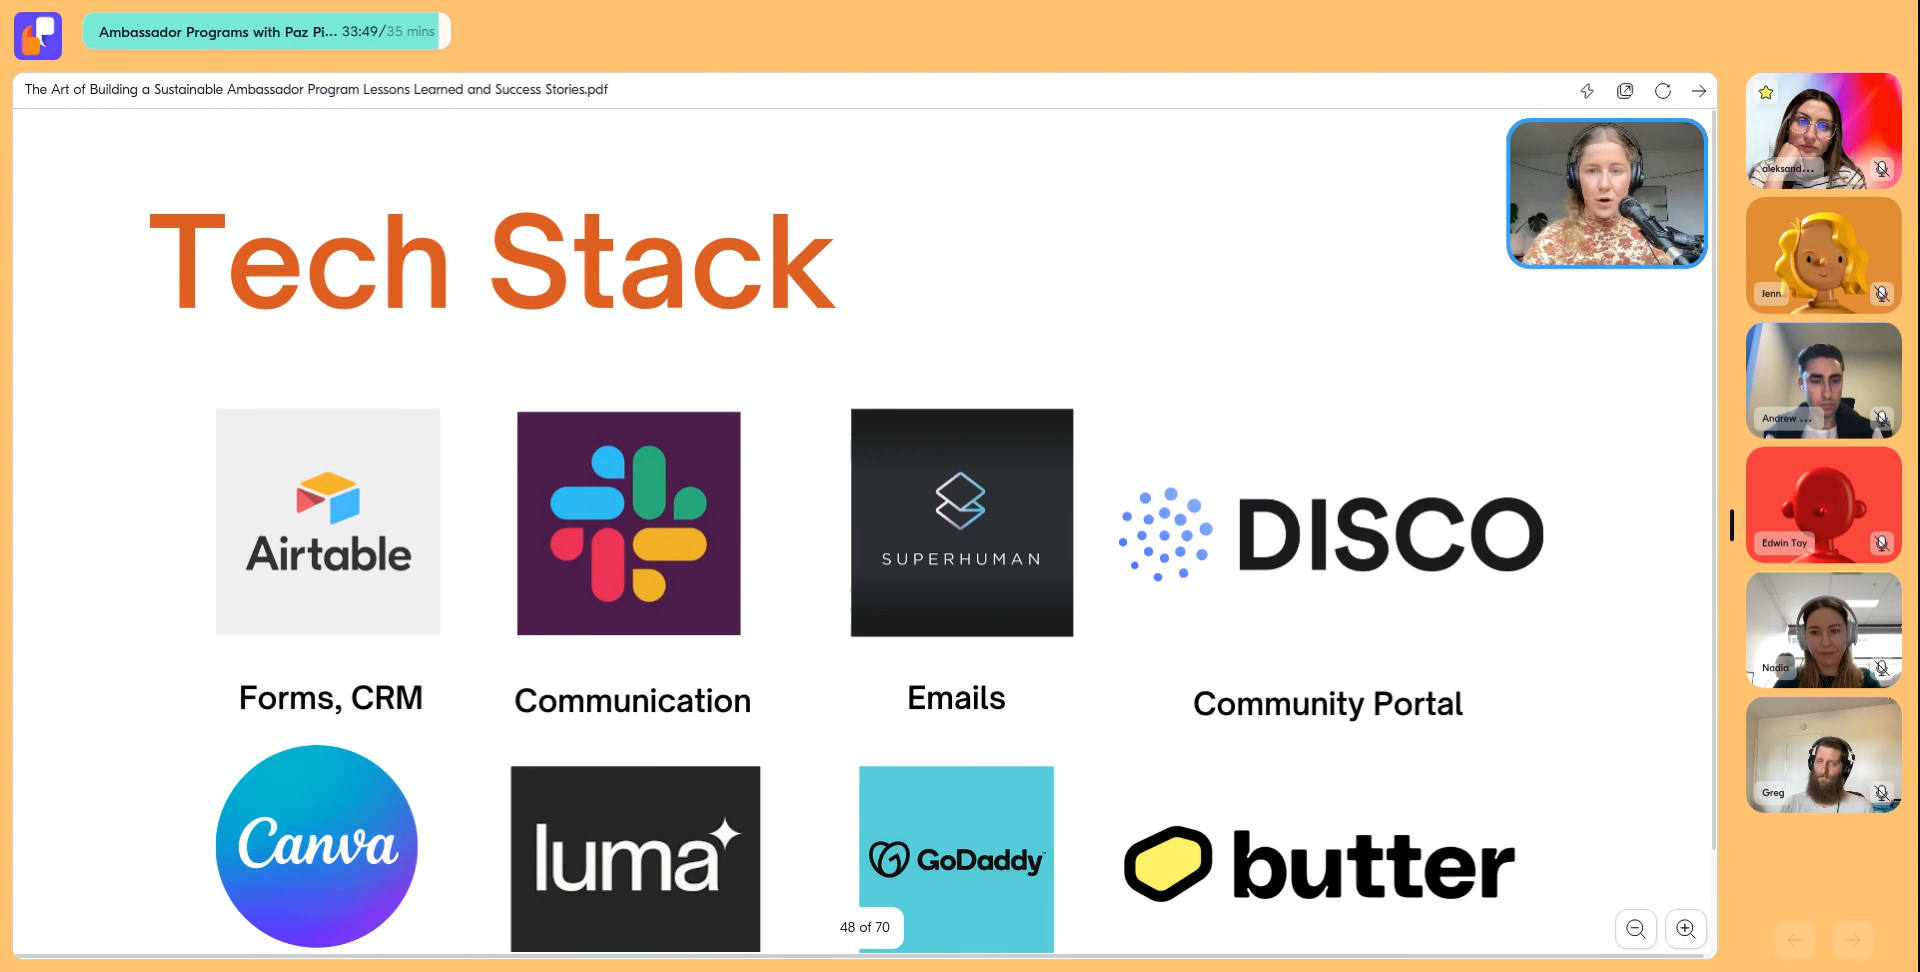 Ambassador Programs with Paz Pi... 33:49/35 mins
The Art of Building a Sustainable Ambassador Program Lessons Learned and Success Stories.pdf
Tech Stack
Airtable
SUPERHUMAN
DISCO
Forms, CRM
Communication
Emails
Community Portal
Canva
luma
GoDaddy
butter
48 of 70
aleksand...
Jenn
Andrew ...
Edwin Tay
Nadia
Greg